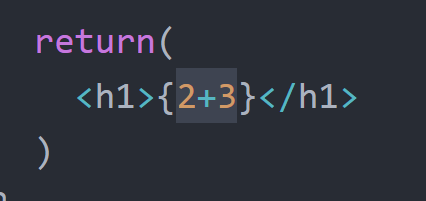 return(
<h1>{2+3}</h1>
)